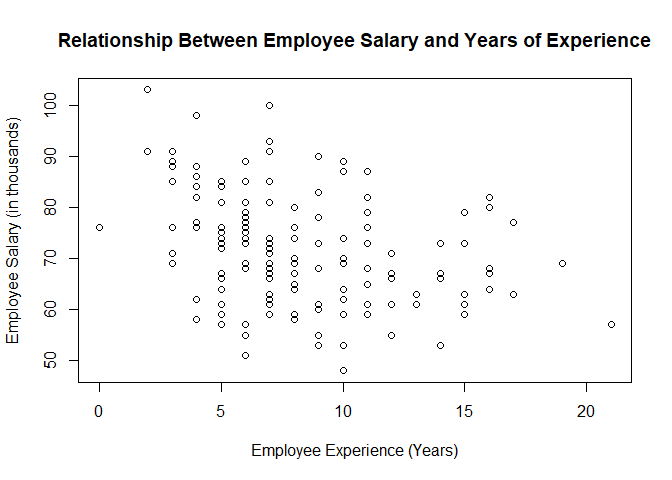 Relationship Between Employee Salary and Years of Experience
Employee Salary (in thousands)
100
90
80
70
60
50
0 5 10 15 20
Employee Experience (Years)